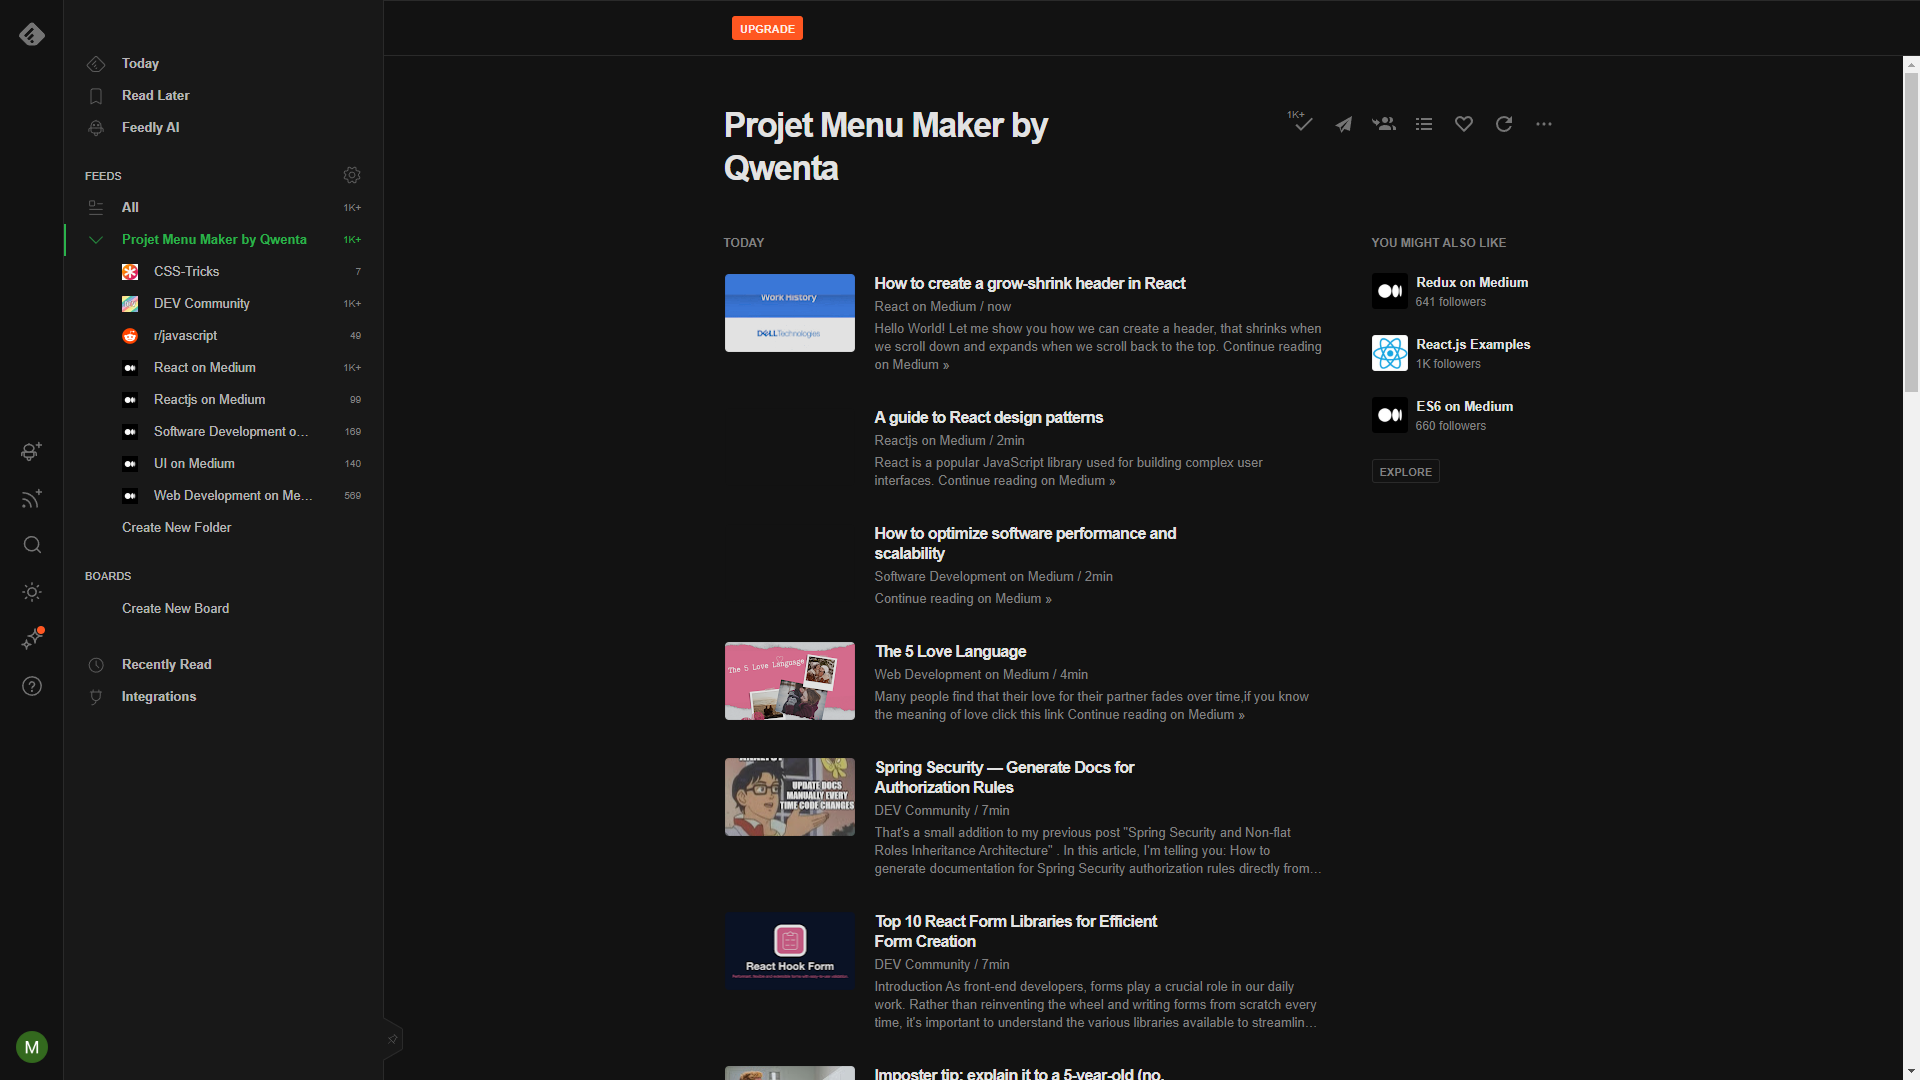 UPGRADE
Today
Read Later
Feedly AI
FEEDS
All 1K+
Projet Menu Maker by Qwenta 1K+
CSS-Tricks 7
DEV Community 1K+
r/javascript 49
React on Medium 1K+
Reactjs on Medium 99
Software Development o... 169
UI on Medium 140
Web Development on Me... 569
Create New Folder
BOARDS
Create New Board
Recently Read
Integrations
M
Projet Menu Maker by
Qwenta
1K+
TODAY
Work History
DELLTechnologies
How to create a grow-shrink header in React
React on Medium / now
Hello World! Let me show you how we can create a header, that shrinks when
we scroll down and expands when we scroll back to the top. Continue reading
on Medium »
A guide to React design patterns
Reactjs on Medium / 2min
React is a popular JavaScript library used for building complex user
interfaces. Continue reading on Medium »
How to optimize software performance and
scalability
Software Development on Medium / 2min
Continue reading on Medium »
The 5 Love Language
The 5 Love Language
Web Development on Medium / 4min
Many people find that their love for their partner fades over time,if you know
the meaning of love click this link Continue reading on Medium »
UPDATE DOCS
MANUALLY EVERY
TIME CODE CHANGES
Spring Security — Generate Docs for
Authorization Rules
DEV Community / 7min
That's a small addition to my previous post "Spring Security and Non-flat
Roles Inheritance Architecture" . In this article, I'm telling you: How to
generate documentation for Spring Security authorization rules directly from...
React Hook Form
Top 10 React Form Libraries for Efficient
Form Creation
DEV Community / 7min
Introduction As front-end developers, forms play a crucial role in our daily
work. Rather than reinventing the wheel and writing forms from scratch every
time, it's important to understand the various libraries available to streamlin...
Imposter tip: explain it to a 5-year-old (no,
YOU MIGHT ALSO LIKE
Redux on Medium
641 followers
React.js Examples
1K followers
ES6 on Medium
660 followers
EXPLORE